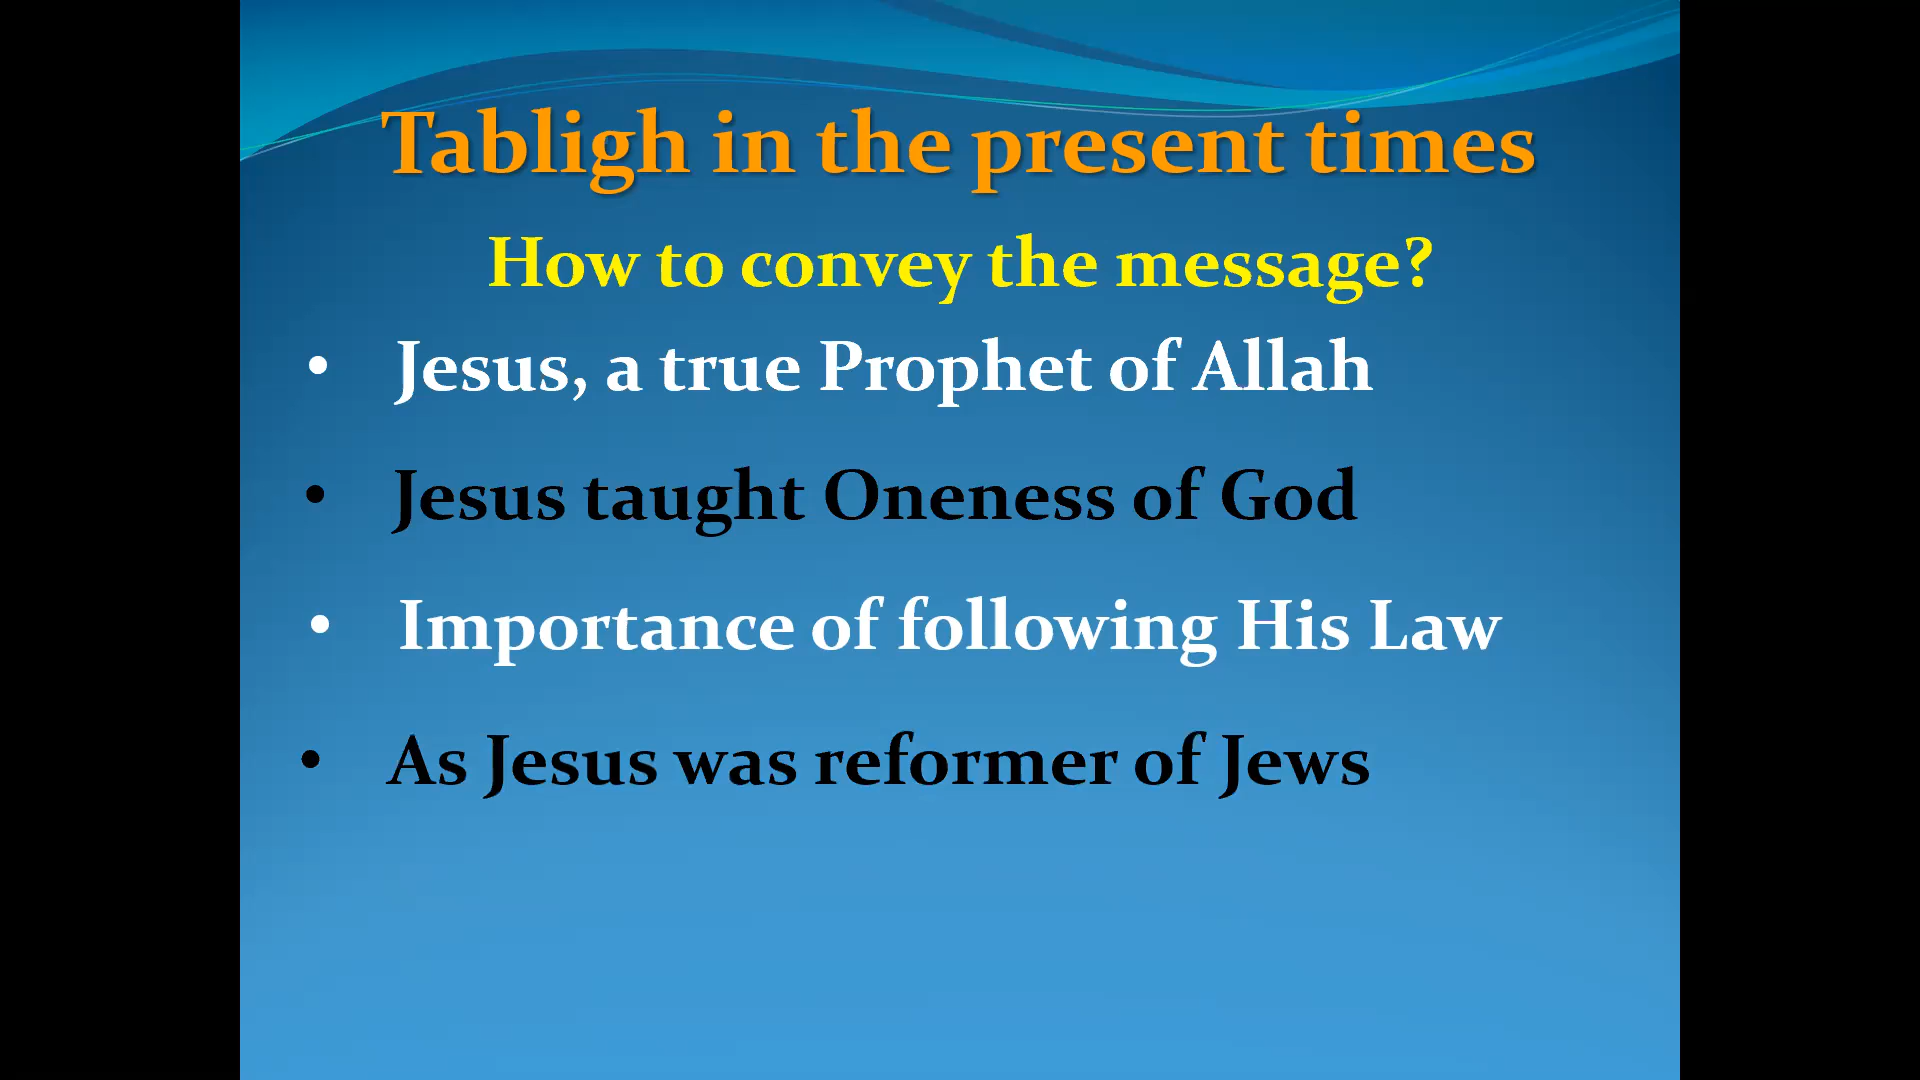 Tabligh in the present times
How to convey the message?
• Jesus, a true Prophet of Allah
• Jesus taught Oneness of God
• Importance of following His Law
• As Jesus was reformer of Jews